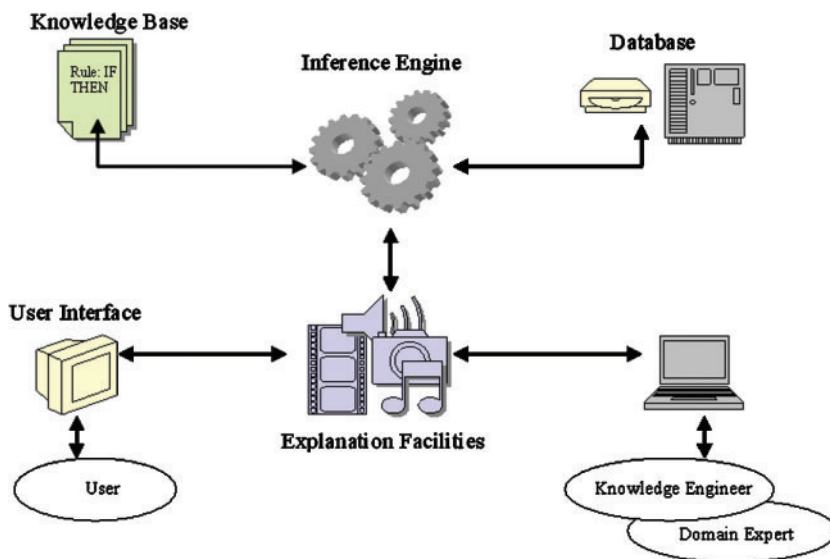 Knowledge Base
Rule: IF
THEN
Inference Engine
Database
User Interface
Explanation Facilities
User
Knowledge Engineer
Domain Expert